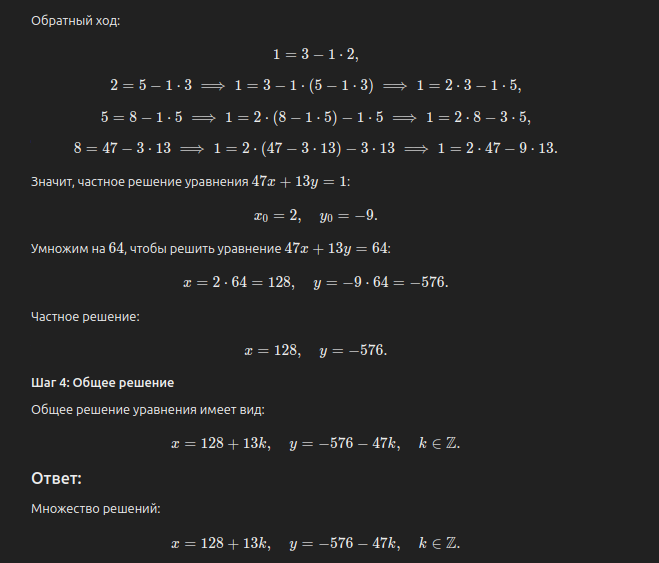 Обратный ход:
1 = 3 − 1 · 2,
2 = 5 − 1 · 3 ⟹ 1 = 3 − 1 · (5 − 1 · 3) ⟹ 1 = 2 · 3 − 1 · 5,
5 = 8 − 1 · 5 ⟹ 1 = 2 · (8 − 1 · 5) − 1 · 5 ⟹ 1 = 2 · 8 − 3 · 5,
8 = 47 − 3 · 13 ⟹ 1 = 2 · (47 − 3 · 13) − 3 · 13 ⟹ 1 = 2 · 47 − 9 · 13.
Значит, частное решение уравнения 47x + 13y = 1:
x₀ = 2, y₀ = −9.
Умножим на 64, чтобы решить уравнение 47x + 13y = 64:
x = 2 · 64 = 128, y = −9 · 64 = −576.
Частное решение:
x = 128, y = −576.
Шаг 4: Общее решение
Общее решение уравнения имеет вид:
x = 128 + 13k, y = −576 − 47k, k ∈ ℤ.
Ответ:
Множество решений:
x = 128 + 13k, y = −576 − 47k, k ∈ ℤ.